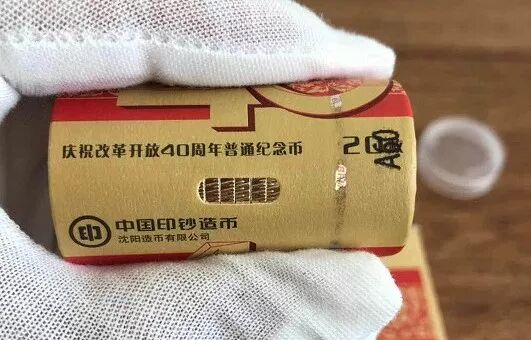 庆祝改革开放40周年普通纪念币
中国印钞造币
沈阳造币有限公司